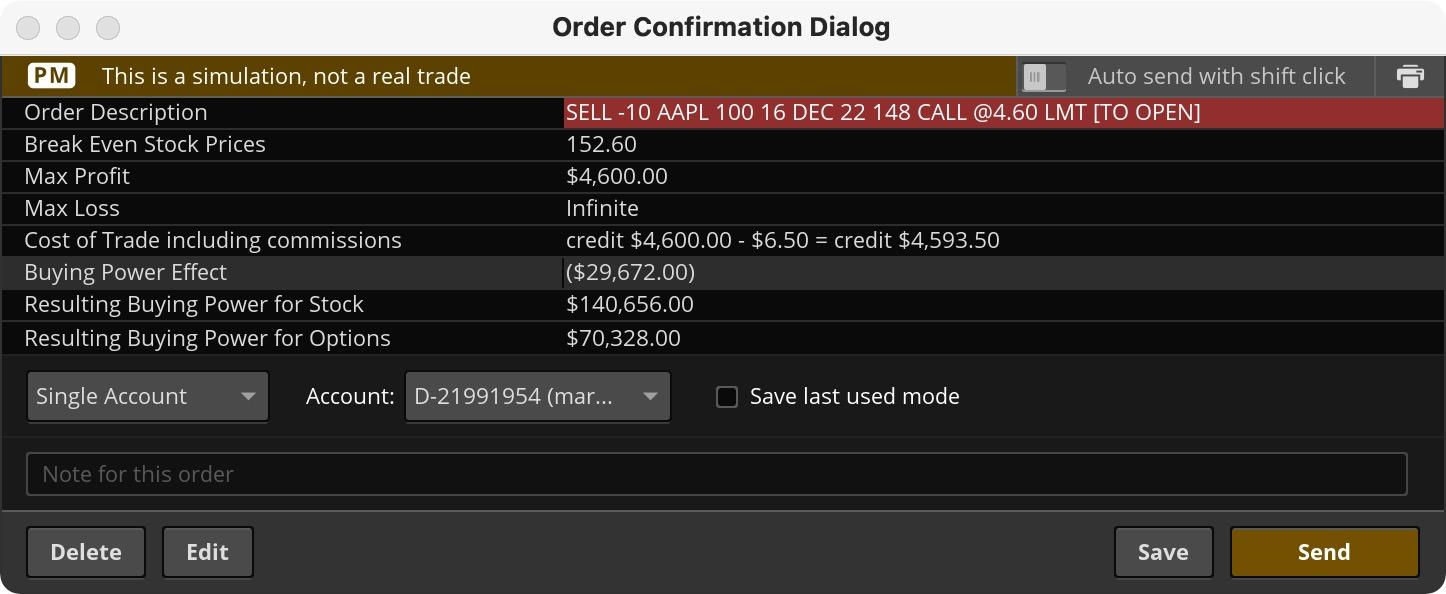 Order Confirmation Dialog
PM This is a simulation, not a real trade Auto send with shift click
Order Description SELL -10 AAPL 100 16 DEC 22 148 CALL @4.60 LMT [TO OPEN]
Break Even Stock Prices 152.60
Max Profit $4,600.00
Max Loss Infinite
Cost of Trade including commissions credit $4,600.00 - $6.50 = credit $4,593.50
Buying Power Effect ($29,672.00)
Resulting Buying Power for Stock $140,656.00
Resulting Buying Power for Options $70,328.00
Single Account Account: D-21991954 (mar... Save last used mode
Note for this order
Delete Edit Save Send